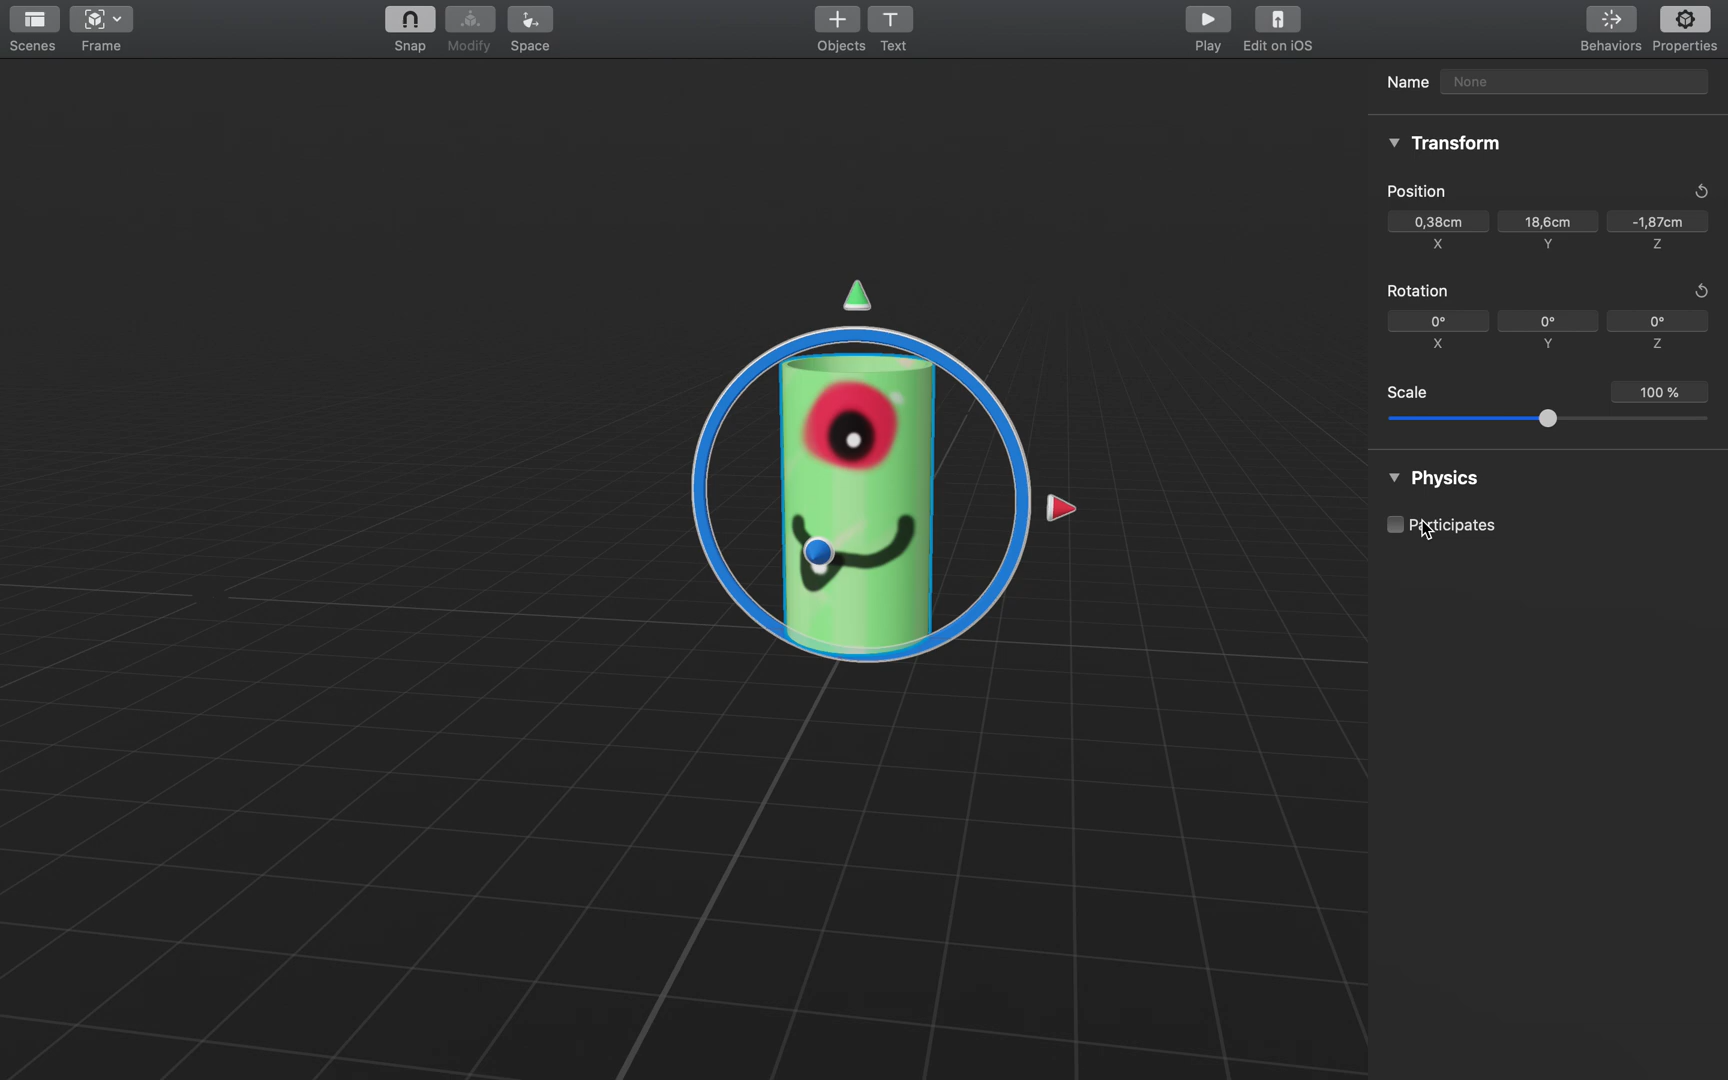 Scenes Frame Snap Modify Space Objects Text Play Edit on iOS Behaviors Properties
Name None
Transform
Position
0,38cm 18,6cm -1,87cm
X Y Z
Rotation
0° 0° 0°
X Y Z
Scale 100 %
Physics
Participates